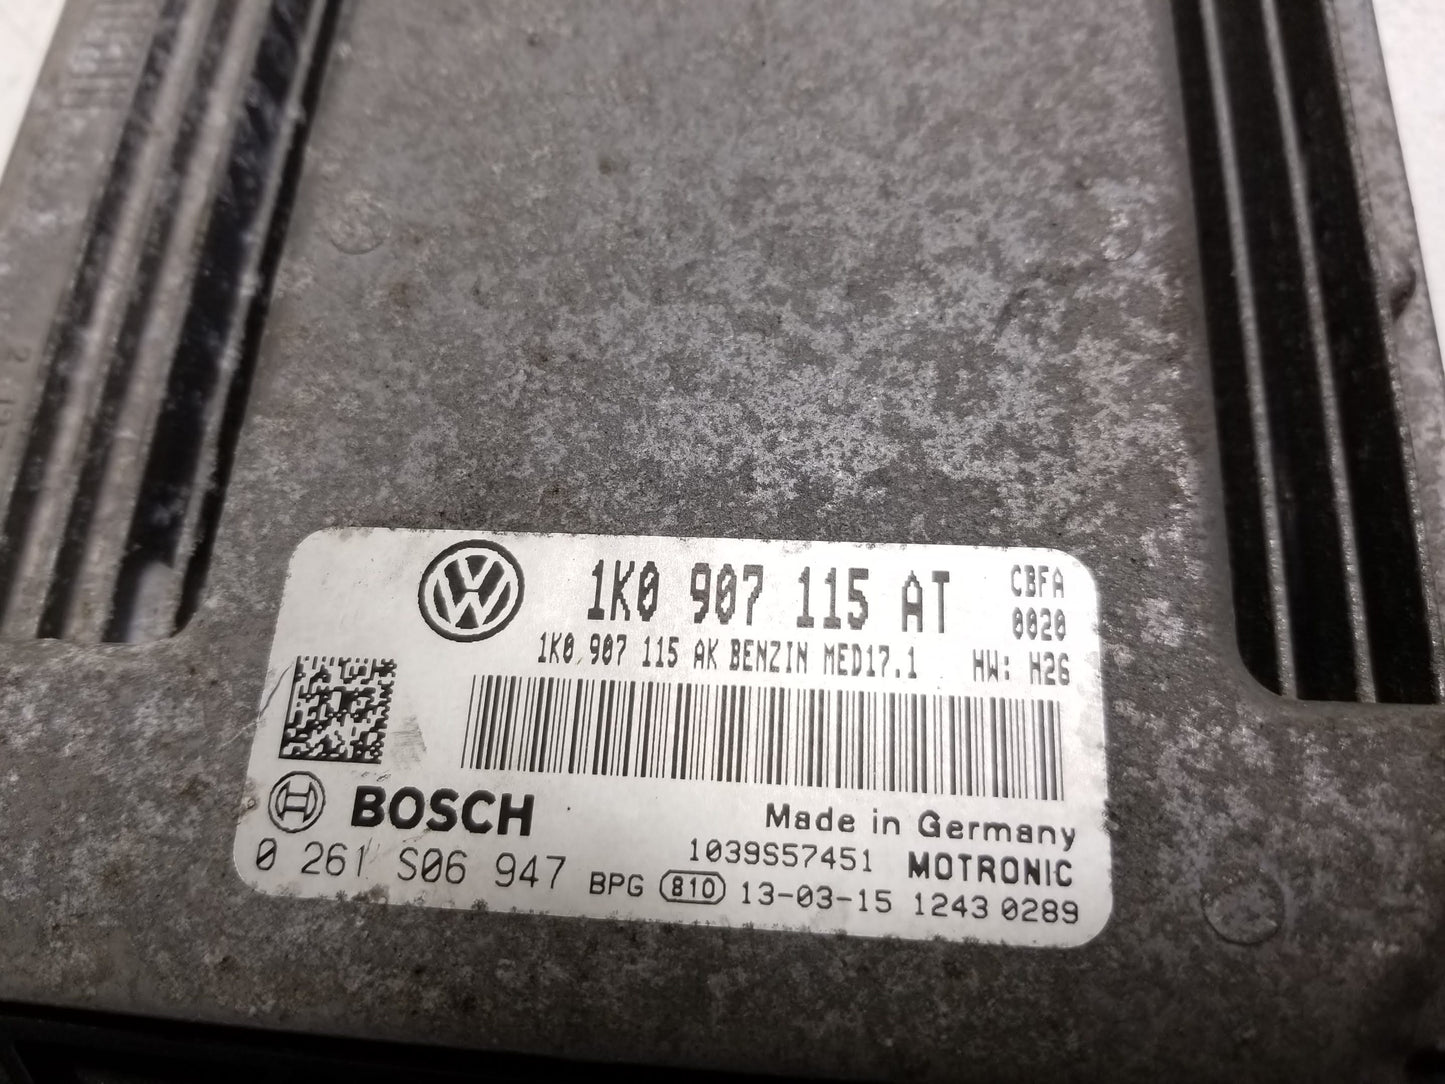 1K0 907 115 AT CBFA
1K0 907 115 AK BENZIN MED17.1 0020
HW: H26
BOSCH Made in Germany
1039S57451 MOTRONIC
0 261 S06 947 BPG 810 13-03-15 1243 0289